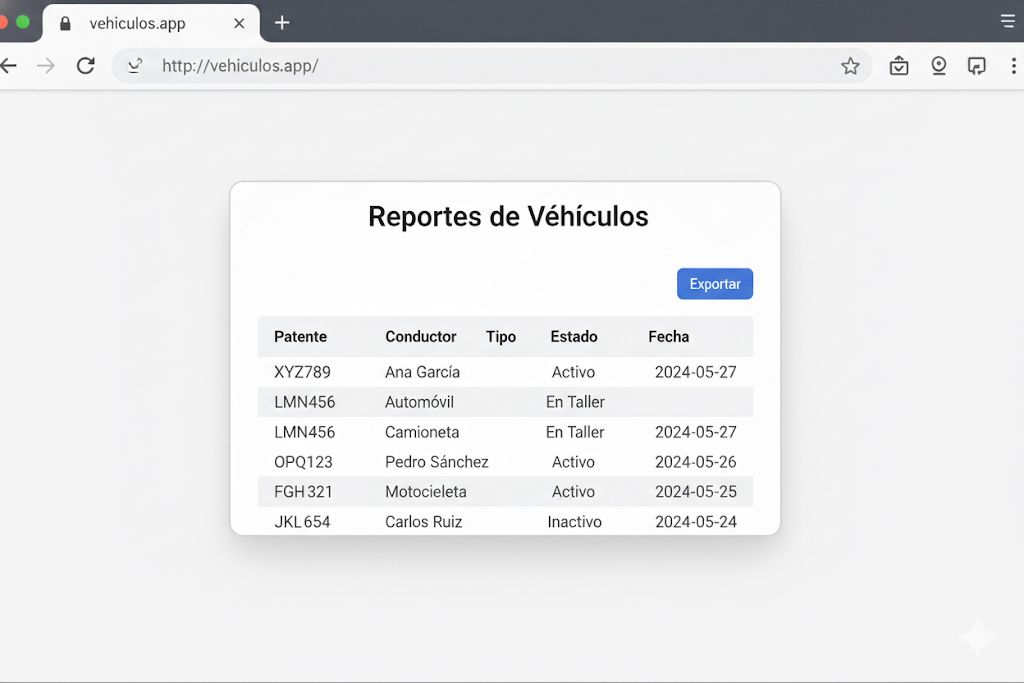 vehiculos.app
http://vehiculos.app/
Reportes de Véhículos
Exportar
Patente Conductor Tipo Estado Fecha
XYZ789 Ana García Activo 2024-05-27
LMN456 Automóvil En Taller
LMN456 Camioneta En Taller 2024-05-27
OPQ123 Pedro Sánchez Activo 2024-05-26
FGH321 Motocieleta Activo 2024-05-25
JKL654 Carlos Ruiz Inactivo 2024-05-24